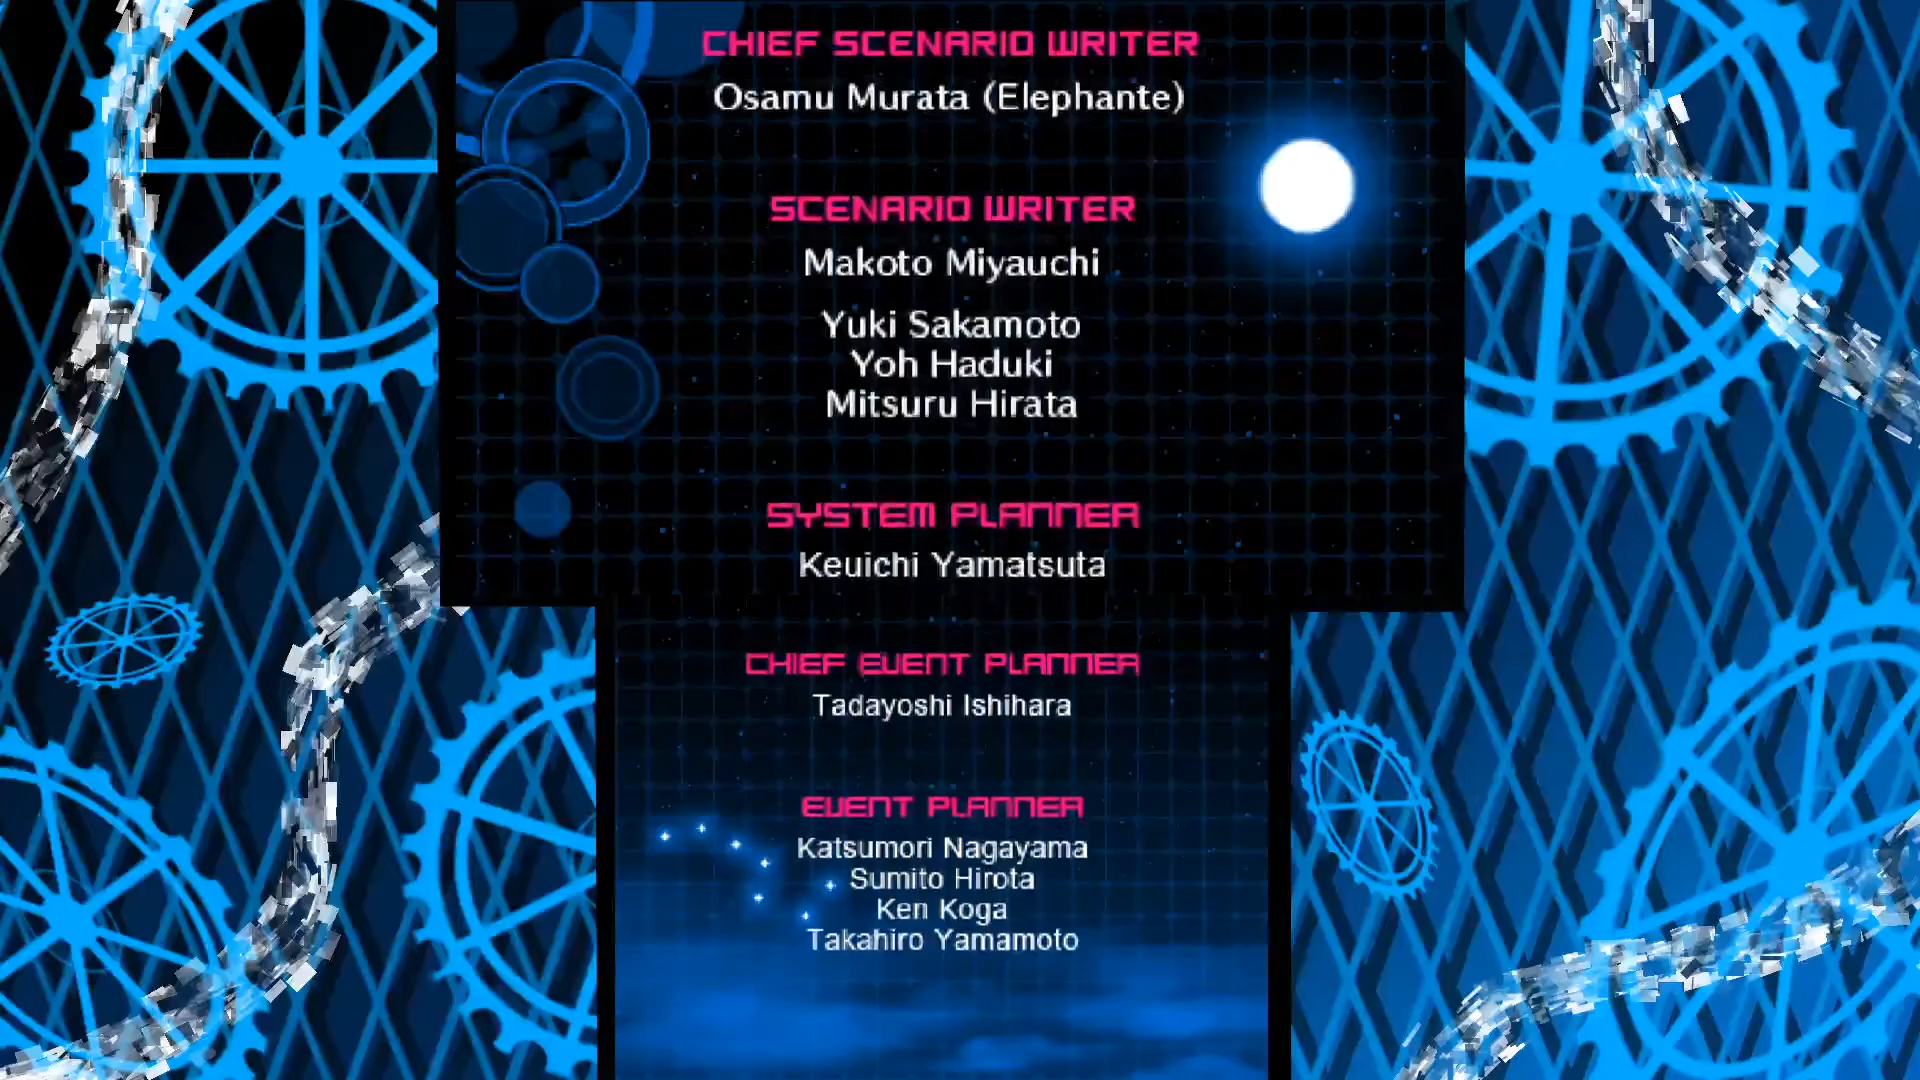 CHIEF SCENARIO WRITER
Osamu Murata (Elephante)
SCENARIO WRITER
Makoto Miyauchi
Yuki Sakamoto
Yoh Haduki
Mitsuru Hirata
SYSTEM PLANNER
Keuichi Yamatsuta
CHIEF EVENT PLANNER
Tadayoshi Ishihara
EVENT PLANNER
Katsumori Nagayama
Sumito Hirota
Ken Koga
Takahiro Yamamoto